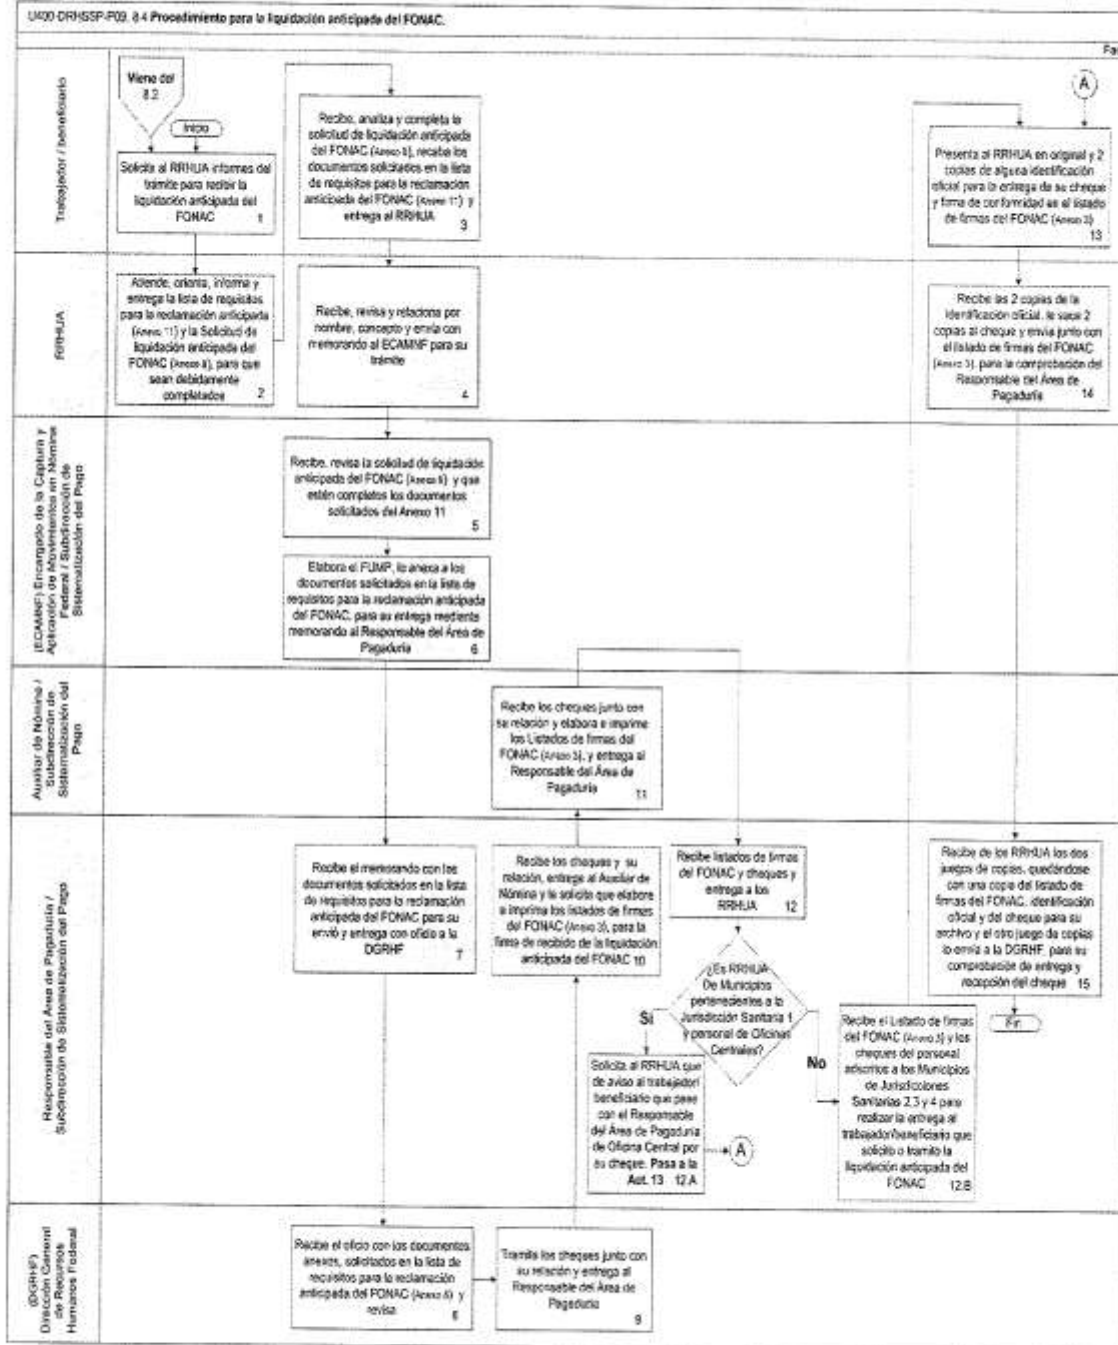 U400-DRHSSP-P09. 8.4 Procedimiento para la liquidación anticipada del FONAC.
Trabajador / beneficiario
Viene del
8.2
Inicio
Solicita al RRHUA informes del
trámite para recibir la
liquidación anticipada del
FONAC
1
Recibe, analiza y completa la
solicitud de liquidación anticipada
del FONAC (Anexo 8), recaba los
documentos solicitados en la lista
de requisitos para la reclamación
anticipada del FONAC (Anexo 11) y
entrega al RRHUA
3
A
Presenta al RRHUA en original y 2
copias de alguna identificación
oficial para la entrega de su cheque
y firma de conformidad en el listado
de firmas del FONAC (Anexo 3)
13
RRHUA
Atiende, orienta, informa y
entrega la lista de requisitos
para la reclamación anticipada
(Anexo 11) y la Solicitud de
liquidación anticipada del
FONAC (Anexo 8), para que
sean debidamente
completados
2
Recibe, revisa y relaciona por
nombre, concepto y envía con
memorando al ECAMNF para su
trámite
4
Recibe las 2 copias de la
identificación oficial, le saca 2
copias al cheque y envía junto con
el listado de firmas del FONAC
(Anexo 3), para la comprobación del
Responsable del Área de
Pagaduría
14
(ECAMNF) Encargado de la Captura y
Aplicación de Movimientos en Nómina
Federal / Subdirección de
Sistematización del Pago
Recibe, revisa la solicitud de liquidación
anticipada del FONAC (Anexo 8) y que
estén completos los documentos
solicitados del Anexo 11
5
Elabora el FUMP, lo anexa a los
documentos solicitados en la lista de
requisitos para la reclamación anticipada
del FONAC, para su entrega mediante
memorando al Responsable del Área de
Pagaduría
6
Auxiliar de Nómina /
Subdirección de
Sistematización del
Pago
Recibe los cheques junto con
su relación y elabora e imprime
los Listados de firmas del
FONAC (Anexo 3), y entrega al
Responsable del Área de
Pagaduría
11
Responsable del Área de Pagaduría /
Subdirección de Sistematización del Pago
Recibe el memorando con los
documentos solicitados en la lista
de requisitos para la reclamación
anticipada del FONAC para su
envió y entrega con oficio a la
DGRHF
7
Recibe los cheques y su
relación, entrega al Auxiliar de
Nómina y le solicita que elabore
e imprima los listados de firmas
del FONAC (Anexo 3), para la
firma de recibido de la liquidación
anticipada del FONAC 10
Recibe listados de firmas
del FONAC y cheques y
entrega a los
RRHUA
12
¿Es RRHUA
De Municipios
pertenecientes a la
Jurisdicción Sanitaria 1
y personal de Oficinas
Centrales?
Si
No
Solicita al RRHUA que
de aviso al trabajador/
beneficiario que pase
con el Responsable
del Área de Pagaduría
de Oficina Central por
su cheque. Pasa a la
Act. 13 12.A
A
Recibe el Listado de firmas
del FONAC (Anexo 3) y los
cheques del personal
adscritos a los Municipios
de Jurisdicciones
Sanitarias 2,3 y 4 para
realizar la entrega al
trabajador/beneficiario que
solicito o tramito la
liquidación anticipada del
FONAC
12.B
Recibe de los RRHUA los dos
juegos de copias, quedándose
con una copia del listado de
firmas del FONAC, identificación
oficial y del cheque para su
archivo y el otro juego de copias
lo envía a la DGRHF, para su
comprobación de entrega y
recepción del cheque
15
Fin
(DGRHF)
Dirección General
de Recursos
Humanos Federal
Recibe el oficio con los documentos
anexos, solicitados en la lista de
requisitos para la reclamación
anticipada del FONAC (Anexo 8) y
revisa
8
Tramita los cheques junto con
su relación y entrega al
Responsable del Área de
Pagaduría
9